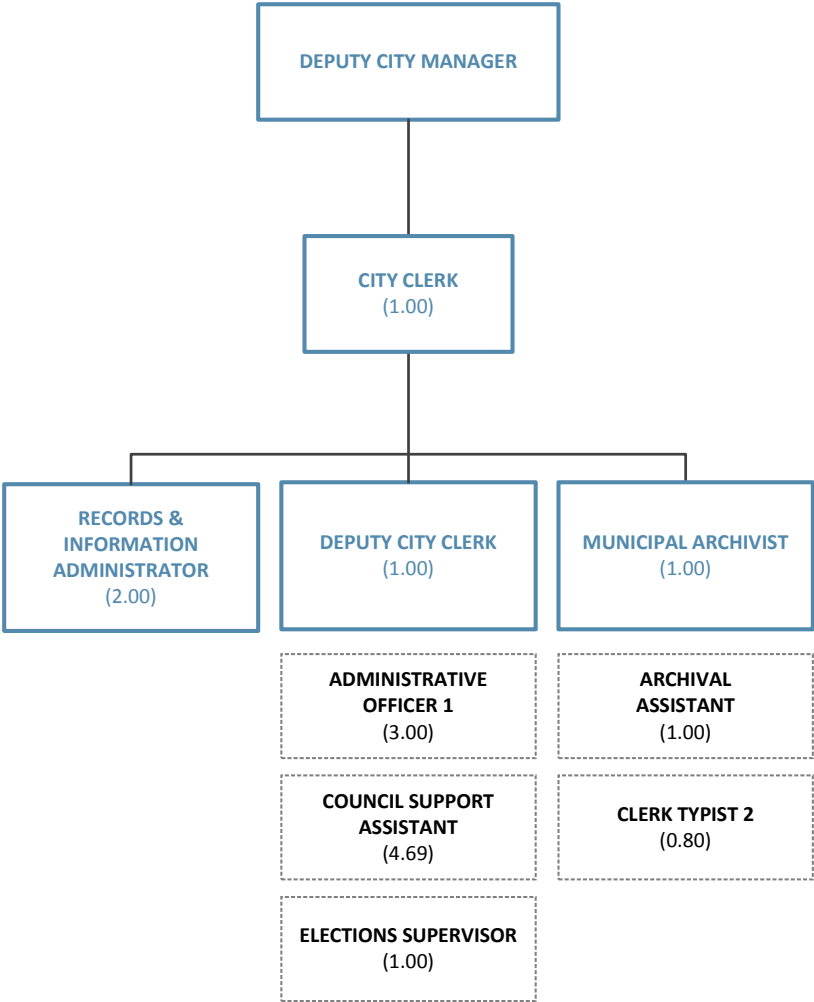 DEPUTY CITY MANAGER
CITY CLERK
(1.00)
RECORDS &
INFORMATION
ADMINISTRATOR
(2.00)
DEPUTY CITY CLERK
(1.00)
MUNICIPAL ARCHIVIST
(1.00)
ADMINISTRATIVE
OFFICER 1
(3.00)
ARCHIVAL
ASSISTANT
(1.00)
COUNCIL SUPPORT
ASSISTANT
(4.69)
CLERK TYPIST 2
(0.80)
ELECTIONS SUPERVISOR
(1.00)